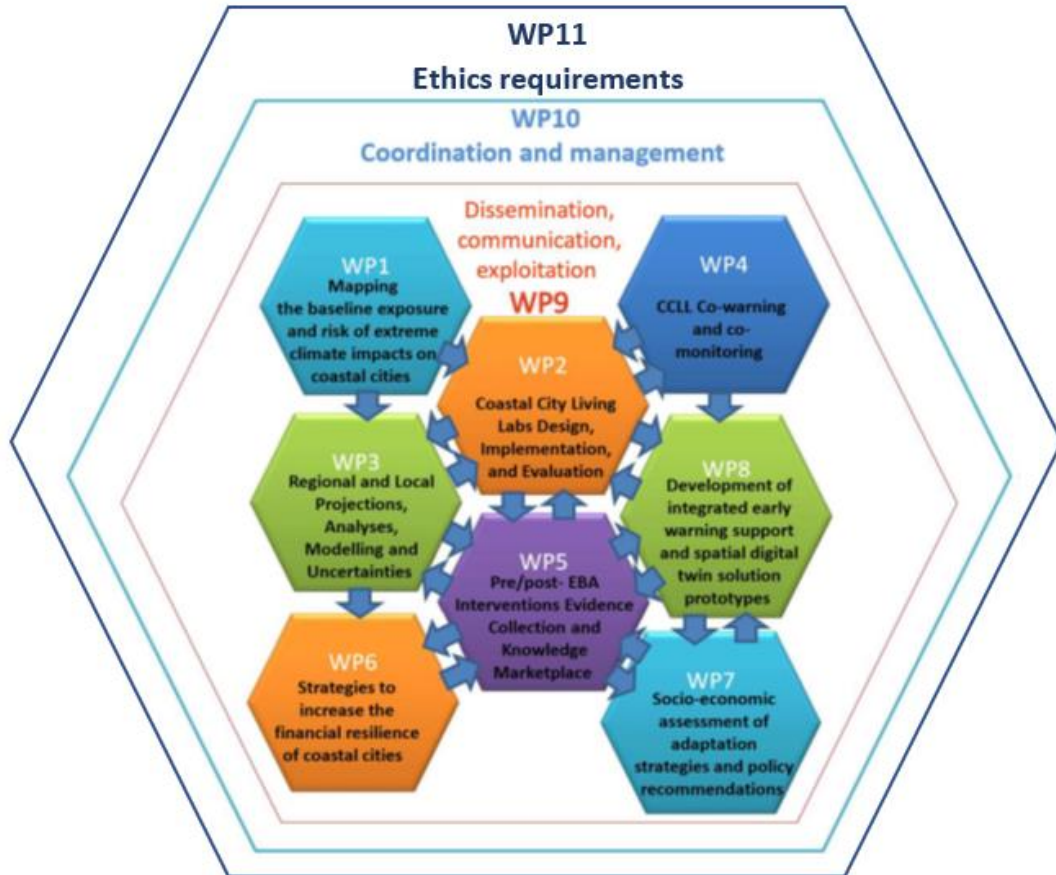 WP11
Ethics requirements
WP10
Coordination and management
Dissemination,
communication,
exploitation
WP9
WP1
Mapping
the baseline exposure
and risk of extreme
climate impacts on
coastal cities
WP4
CCLL Co-warning
and co-
monitoring
WP2
Coastal City Living
Labs Design,
Implementation,
and Evaluation
WP3
Regional and Local
Projections,
Analyses,
Modelling and
Uncertainties
WP8
Development of
integrated early
warning support
and spatial digital
twin solution
prototypes
WP5
Pre/post- EBA
Interventions Evidence
Collection and
Knowledge
Marketplace
WP6
Strategies to
increase the
financial resilience
of coastal cities
WP7
Socio-economic
assessment of
adaptation
strategies and policy
recommendations